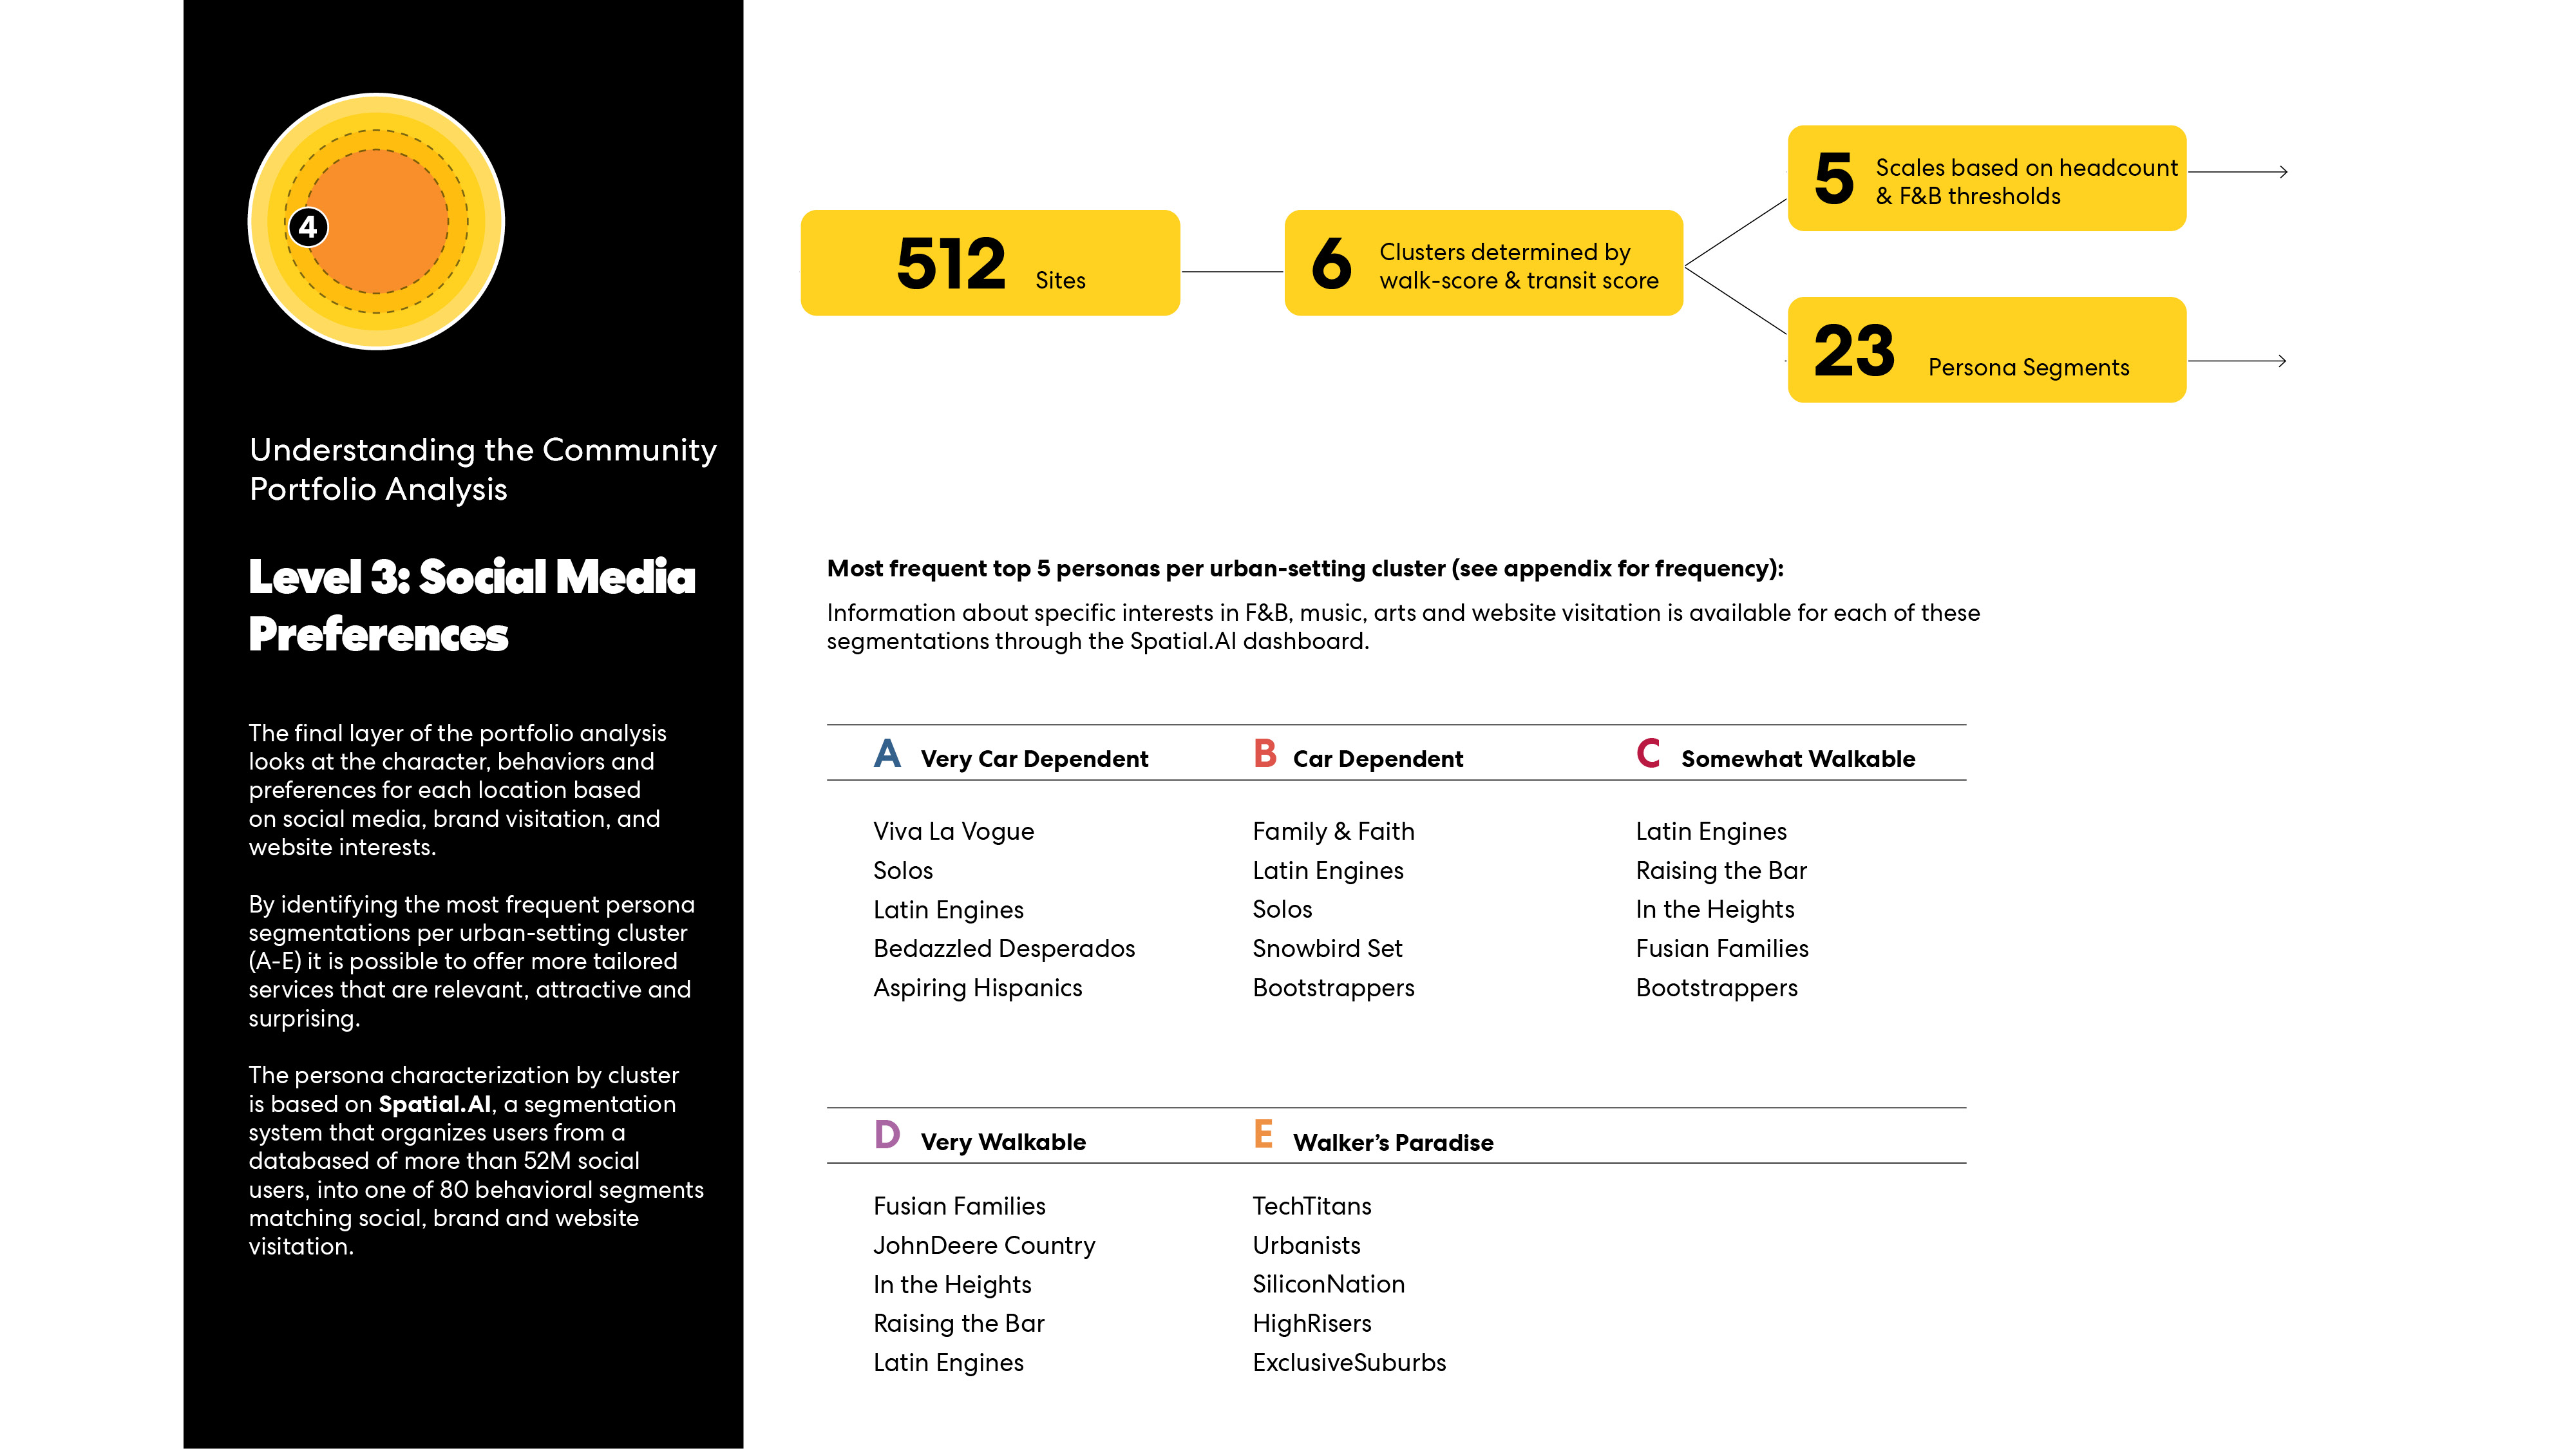 4
Understanding the Community
Portfolio Analysis
Level 3: Social Media
Preferences
The final layer of the portfolio analysis
looks at the character, behaviors and
preferences for each location based
on social media, brand visitation, and
website interests.
By identifying the most frequent persona
segmentations per urban-setting cluster
(A-E) it is possible to offer more tailored
services that are relevant, attractive and
surprising.
The persona characterization by cluster
is based on Spatial.AI, a segmentation
system that organizes users from a
databased of more than 52M social
users, into one of 80 behavioral segments
matching social, brand and website
visitation.
512 Sites
6 Clusters determined by
walk-score & transit score
5 Scales based on headcount
& F&B thresholds
23 Persona Segments
Most frequent top 5 personas per urban-setting cluster (see appendix for frequency):
Information about specific interests in F&B, music, arts and website visitation is available for each of these
segmentations through the Spatial.AI dashboard.
A Very Car Dependent
Viva La Vogue
Solos
Latin Engines
Bedazzled Desperados
Aspiring Hispanics
B Car Dependent
Family & Faith
Latin Engines
Solos
Snowbird Set
Bootstrappers
C Somewhat Walkable
Latin Engines
Raising the Bar
In the Heights
Fusian Families
Bootstrappers
D Very Walkable
Fusian Families
JohnDeere Country
In the Heights
Raising the Bar
Latin Engines
E Walker's Paradise
TechTitans
Urbanists
SiliconNation
HighRisers
ExclusiveSuburbs